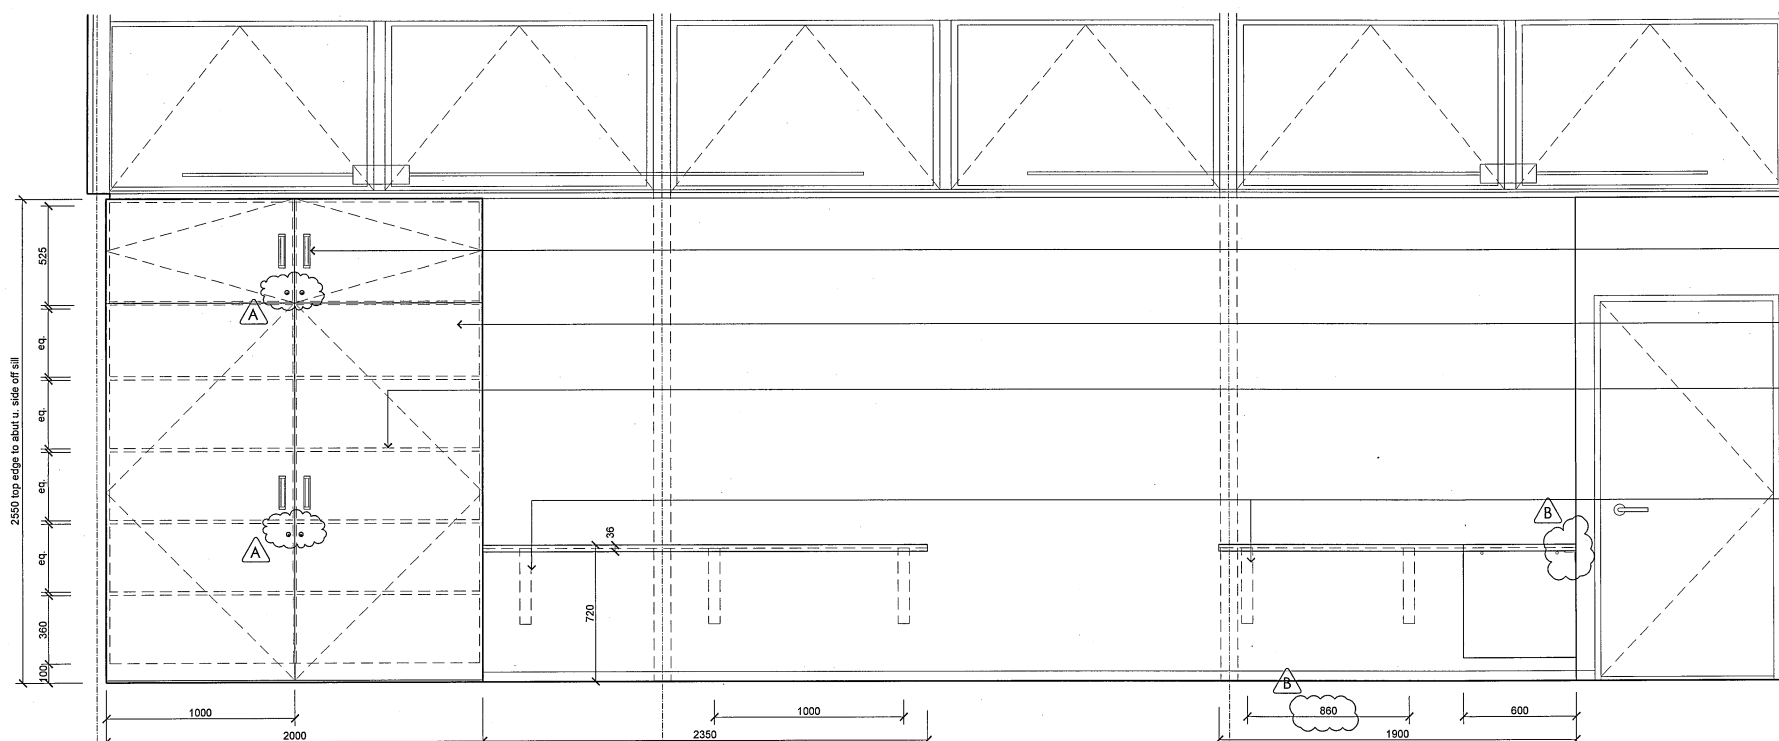 2550 top edge to abut u. side off sill
525
eq.
eq.
eq.
eq.
360
100
A
A
36
720
B
B
1000
1000
860
600
2000
2350
1900